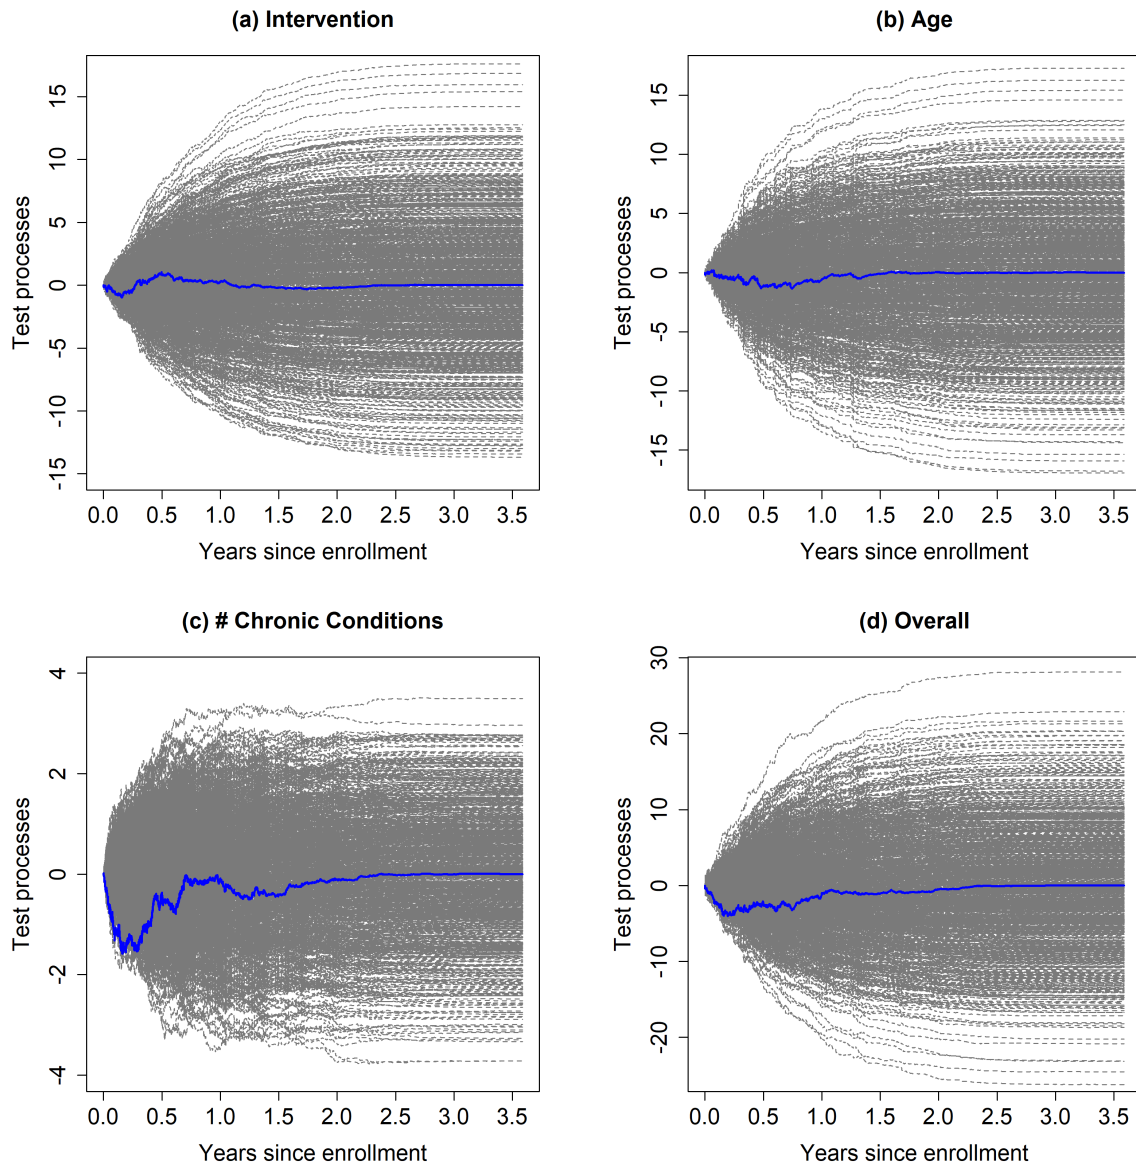 (a) Intervention
Test processes
15
10
5
0
-5
-10
-15
0.0 0.5 1.0 1.5 2.0 2.5 3.0 3.5
Years since enrollment
(b) Age
Test processes
15
10
5
0
-5
-10
-15
0.0 0.5 1.0 1.5 2.0 2.5 3.0 3.5
Years since enrollment
(c) # Chronic Conditions
Test processes
4
2
0
-2
-4
0.0 0.5 1.0 1.5 2.0 2.5 3.0 3.5
Years since enrollment
(d) Overall
Test processes
30
20
10
0
-10
-20
0.0 0.5 1.0 1.5 2.0 2.5 3.0 3.5
Years since enrollment